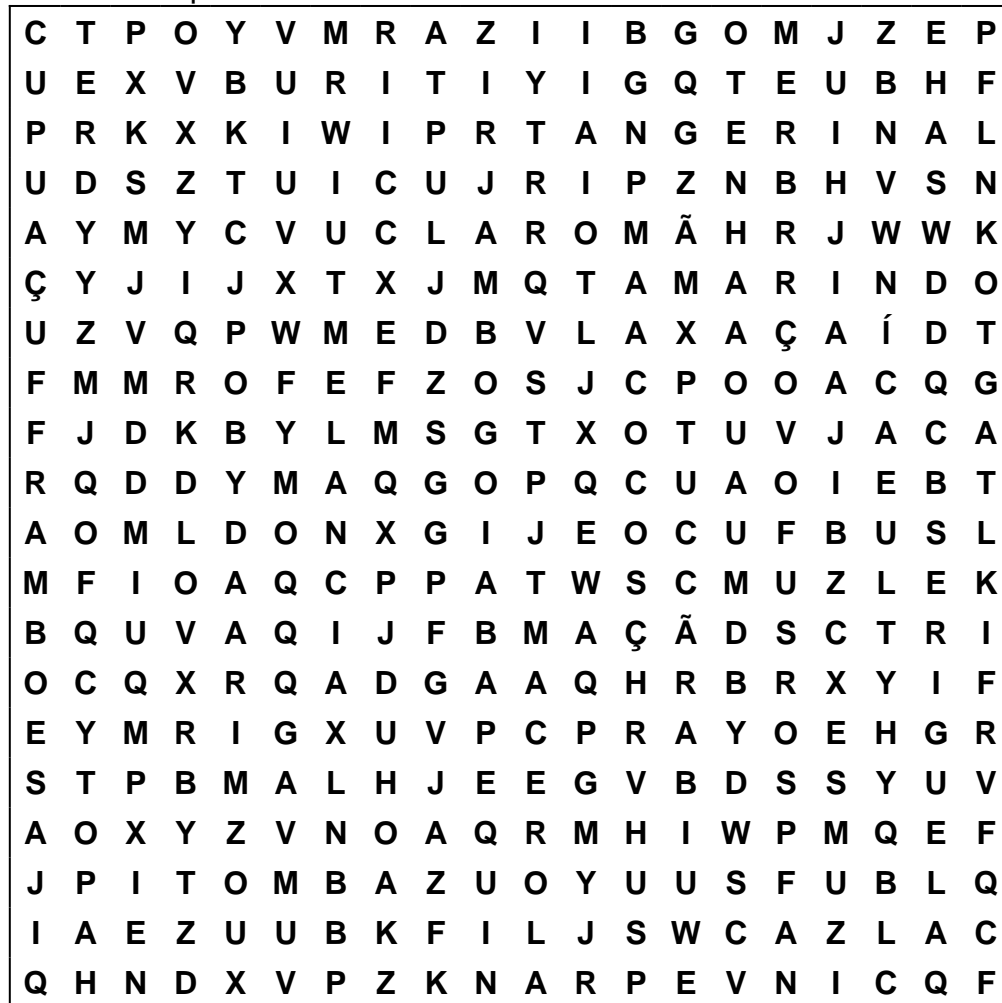 C T P O Y V M R A Z I I B G O M J Z E P
U E X V B U R I T I Y I G Q T E U B H F
P R K X K I W I P R T A N G E R I N A L
U D S Z T U I C U J R I P Z N B H V S N
A Y M Y C V U C L A R O M Ã H R J W W K
Ç Y J I J X T X J M Q T A M A R I N D O
U Z V Q P W M E D B V L A X A Ç A Í D T
F M M R O F E F Z O S J C P O O A C Q G
F J D K B Y L M S G T X O T U V J A C A
R Q D D Y M A Q G O P Q C U A O I E B T
A O M L D O N X G I J E O C U F B U S L
M F I O A Q C P P A T W S C M U Z L E K
B Q U V A Q I J F B M A Ç Ã D S C T R I
O C Q X R Q A D G A A Q H R B R X Y I F
E Y M R I G X U V P C P R A Y O E H G R
S T P B M A L H J E E G V B D S S Y U V
A O X Y Z V N O A Q R M H I W P M Q E F
J P I T O M B A Z U O Y U U S F U B L Q
I A E Z U U B K F I L J S W C A Z L A C
Q H N D X V P Z K N A R P E V N I C Q F